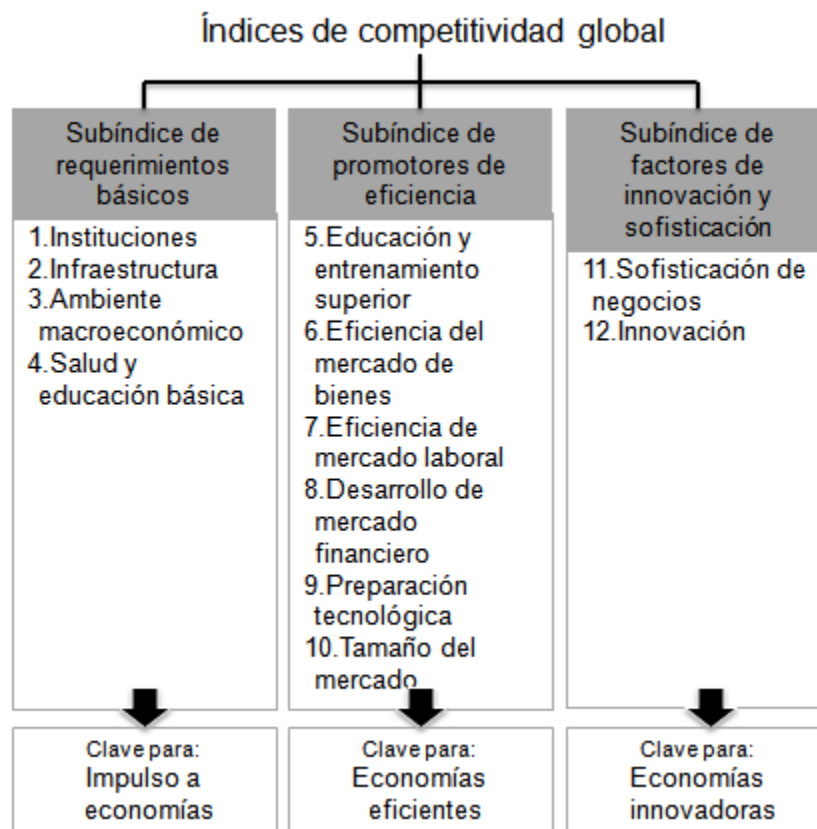 Índices de competitividad global
Subíndice de
requerimientos
básicos
1.Instituciones
2.Infraestructura
3.Ambiente
macroeconómico
4.Salud y
educación básica
Clave para:
Impulso a
economías
Subíndice de
promotores de
eficiencia
5.Educación y
entrenamiento
superior
6.Eficiencia del
mercado de
bienes
7.Eficiencia de
mercado laboral
8.Desarrollo de
mercado
financiero
9.Preparación
tecnológica
10.Tamaño del
mercado
Clave para:
Economías
eficientes
Subíndice de
factores de
innovación y
sofisticación
11.Sofisticación de
negocios
12.Innovación
Clave para:
Economías
innovadoras